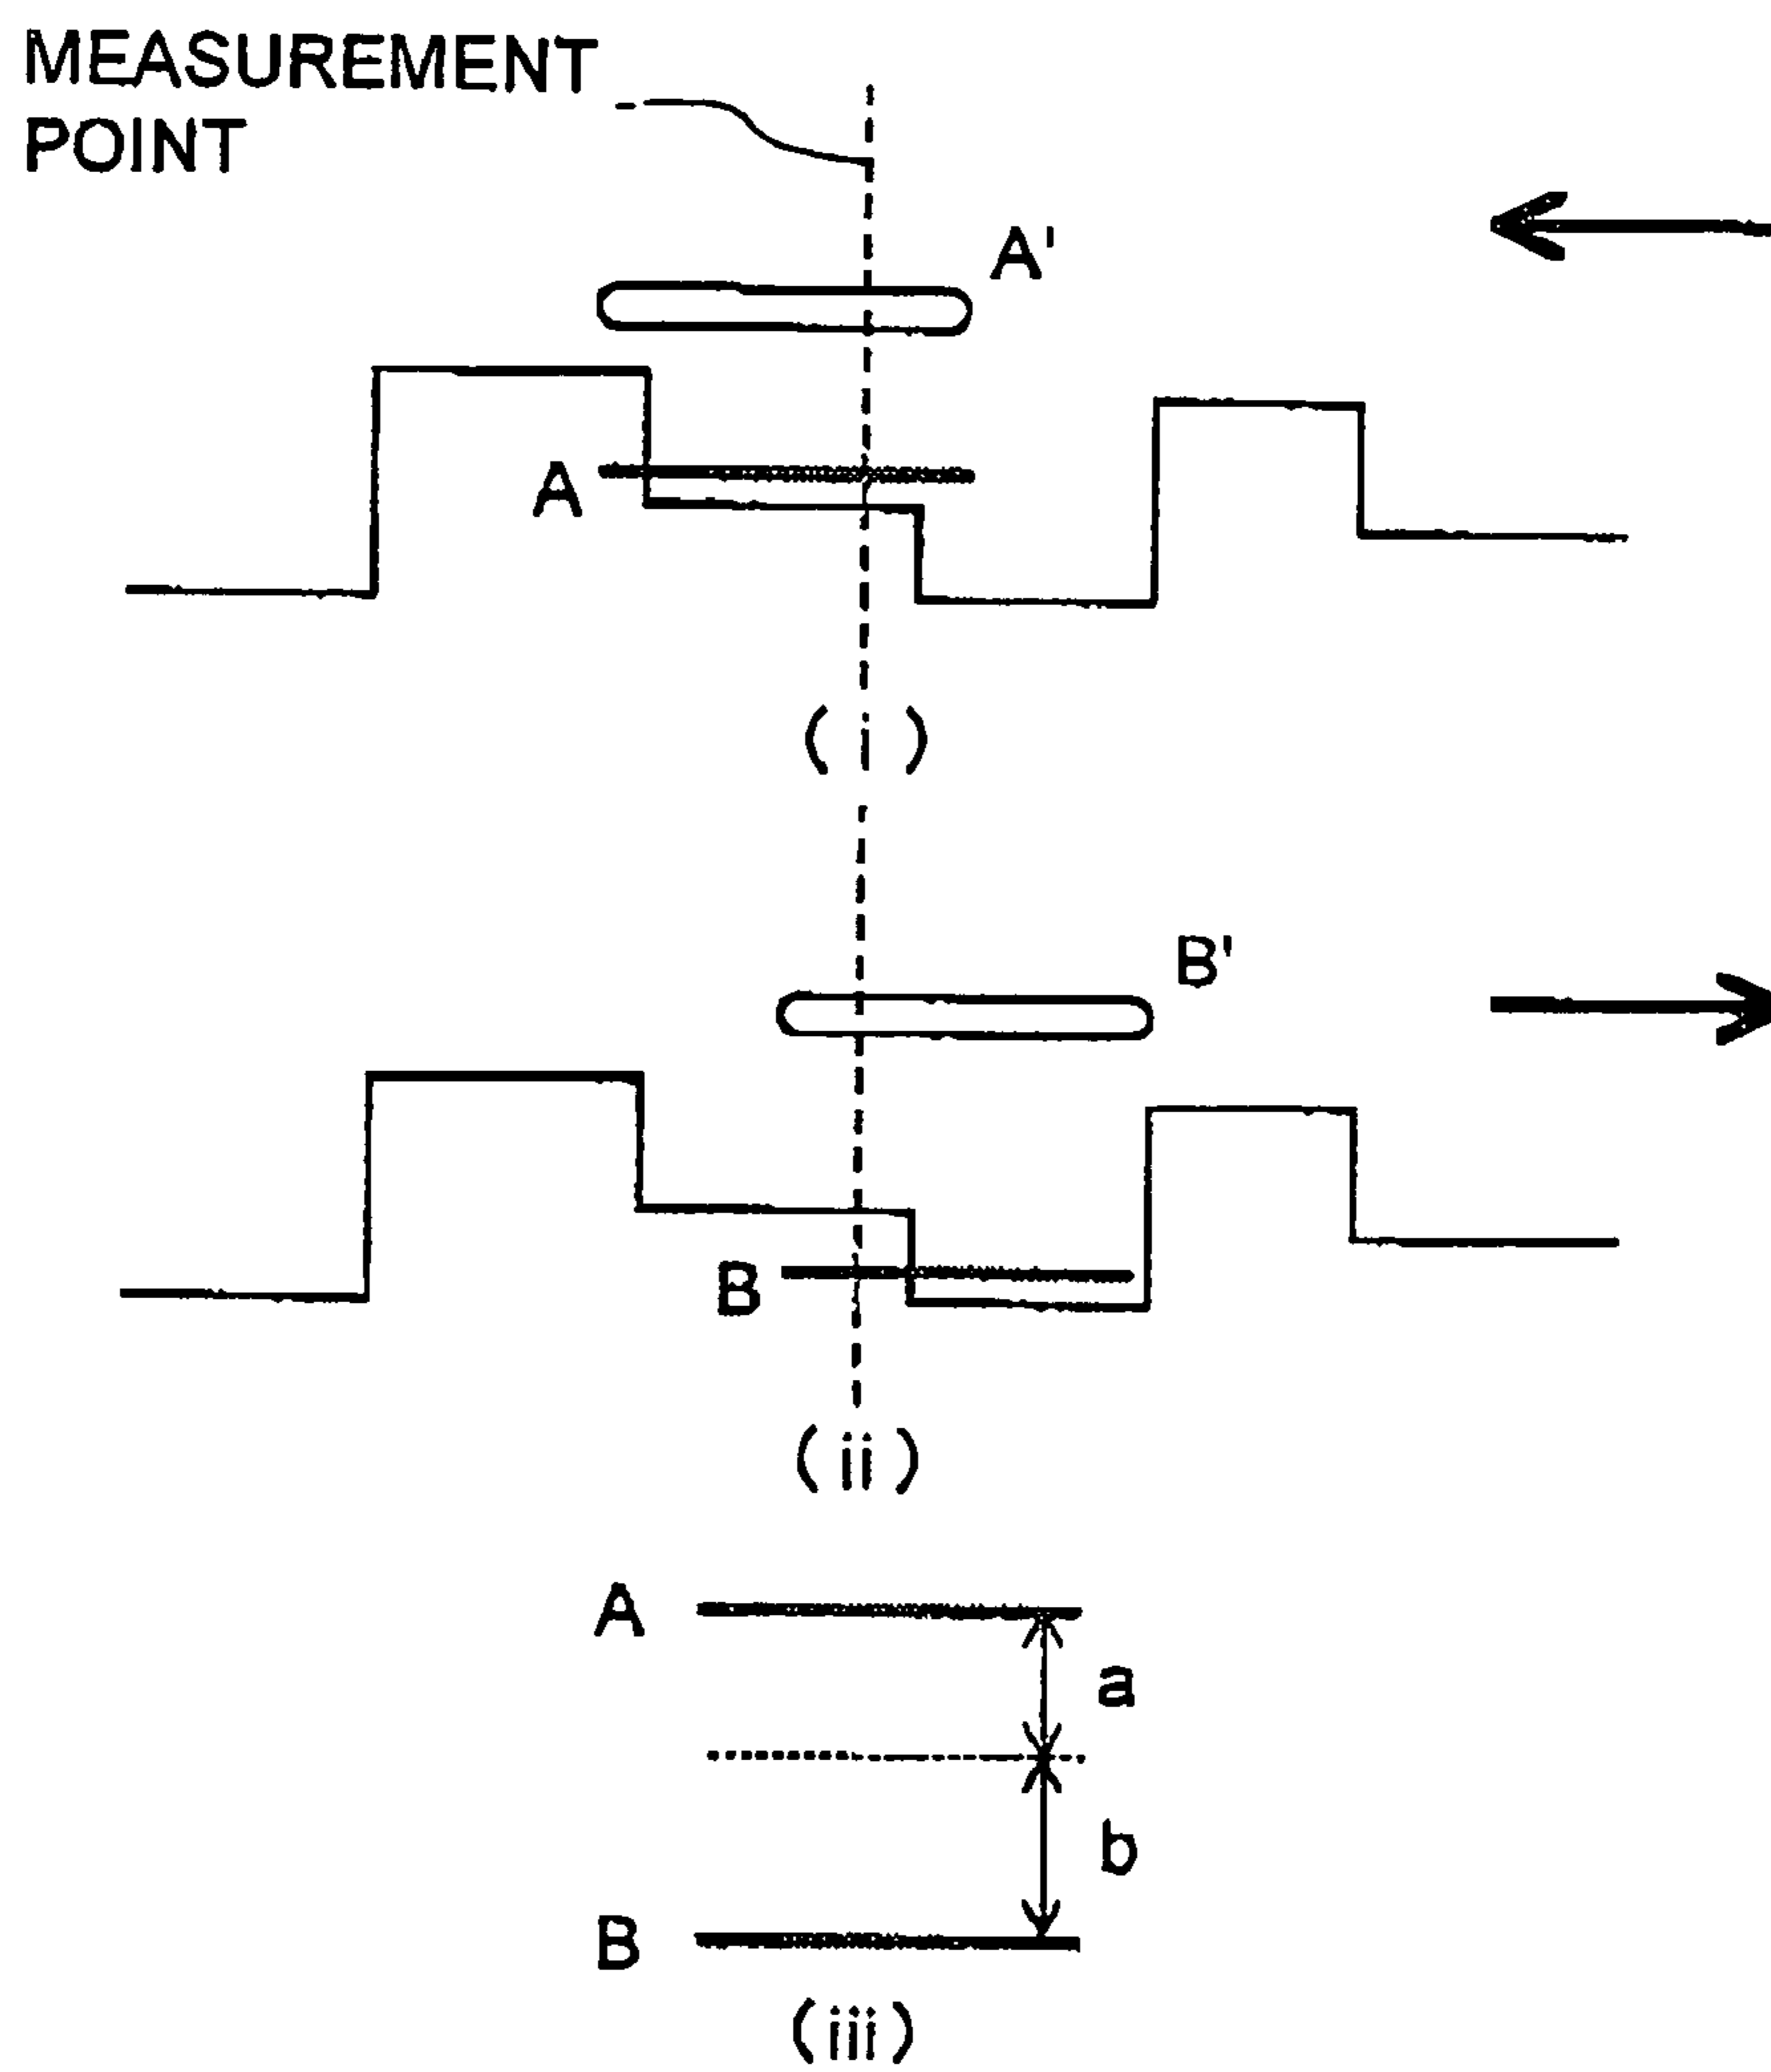 MEASUREMENT
POINT
A'
A
(i)
B'
B
(ii)
A
a
b
B
(iii)